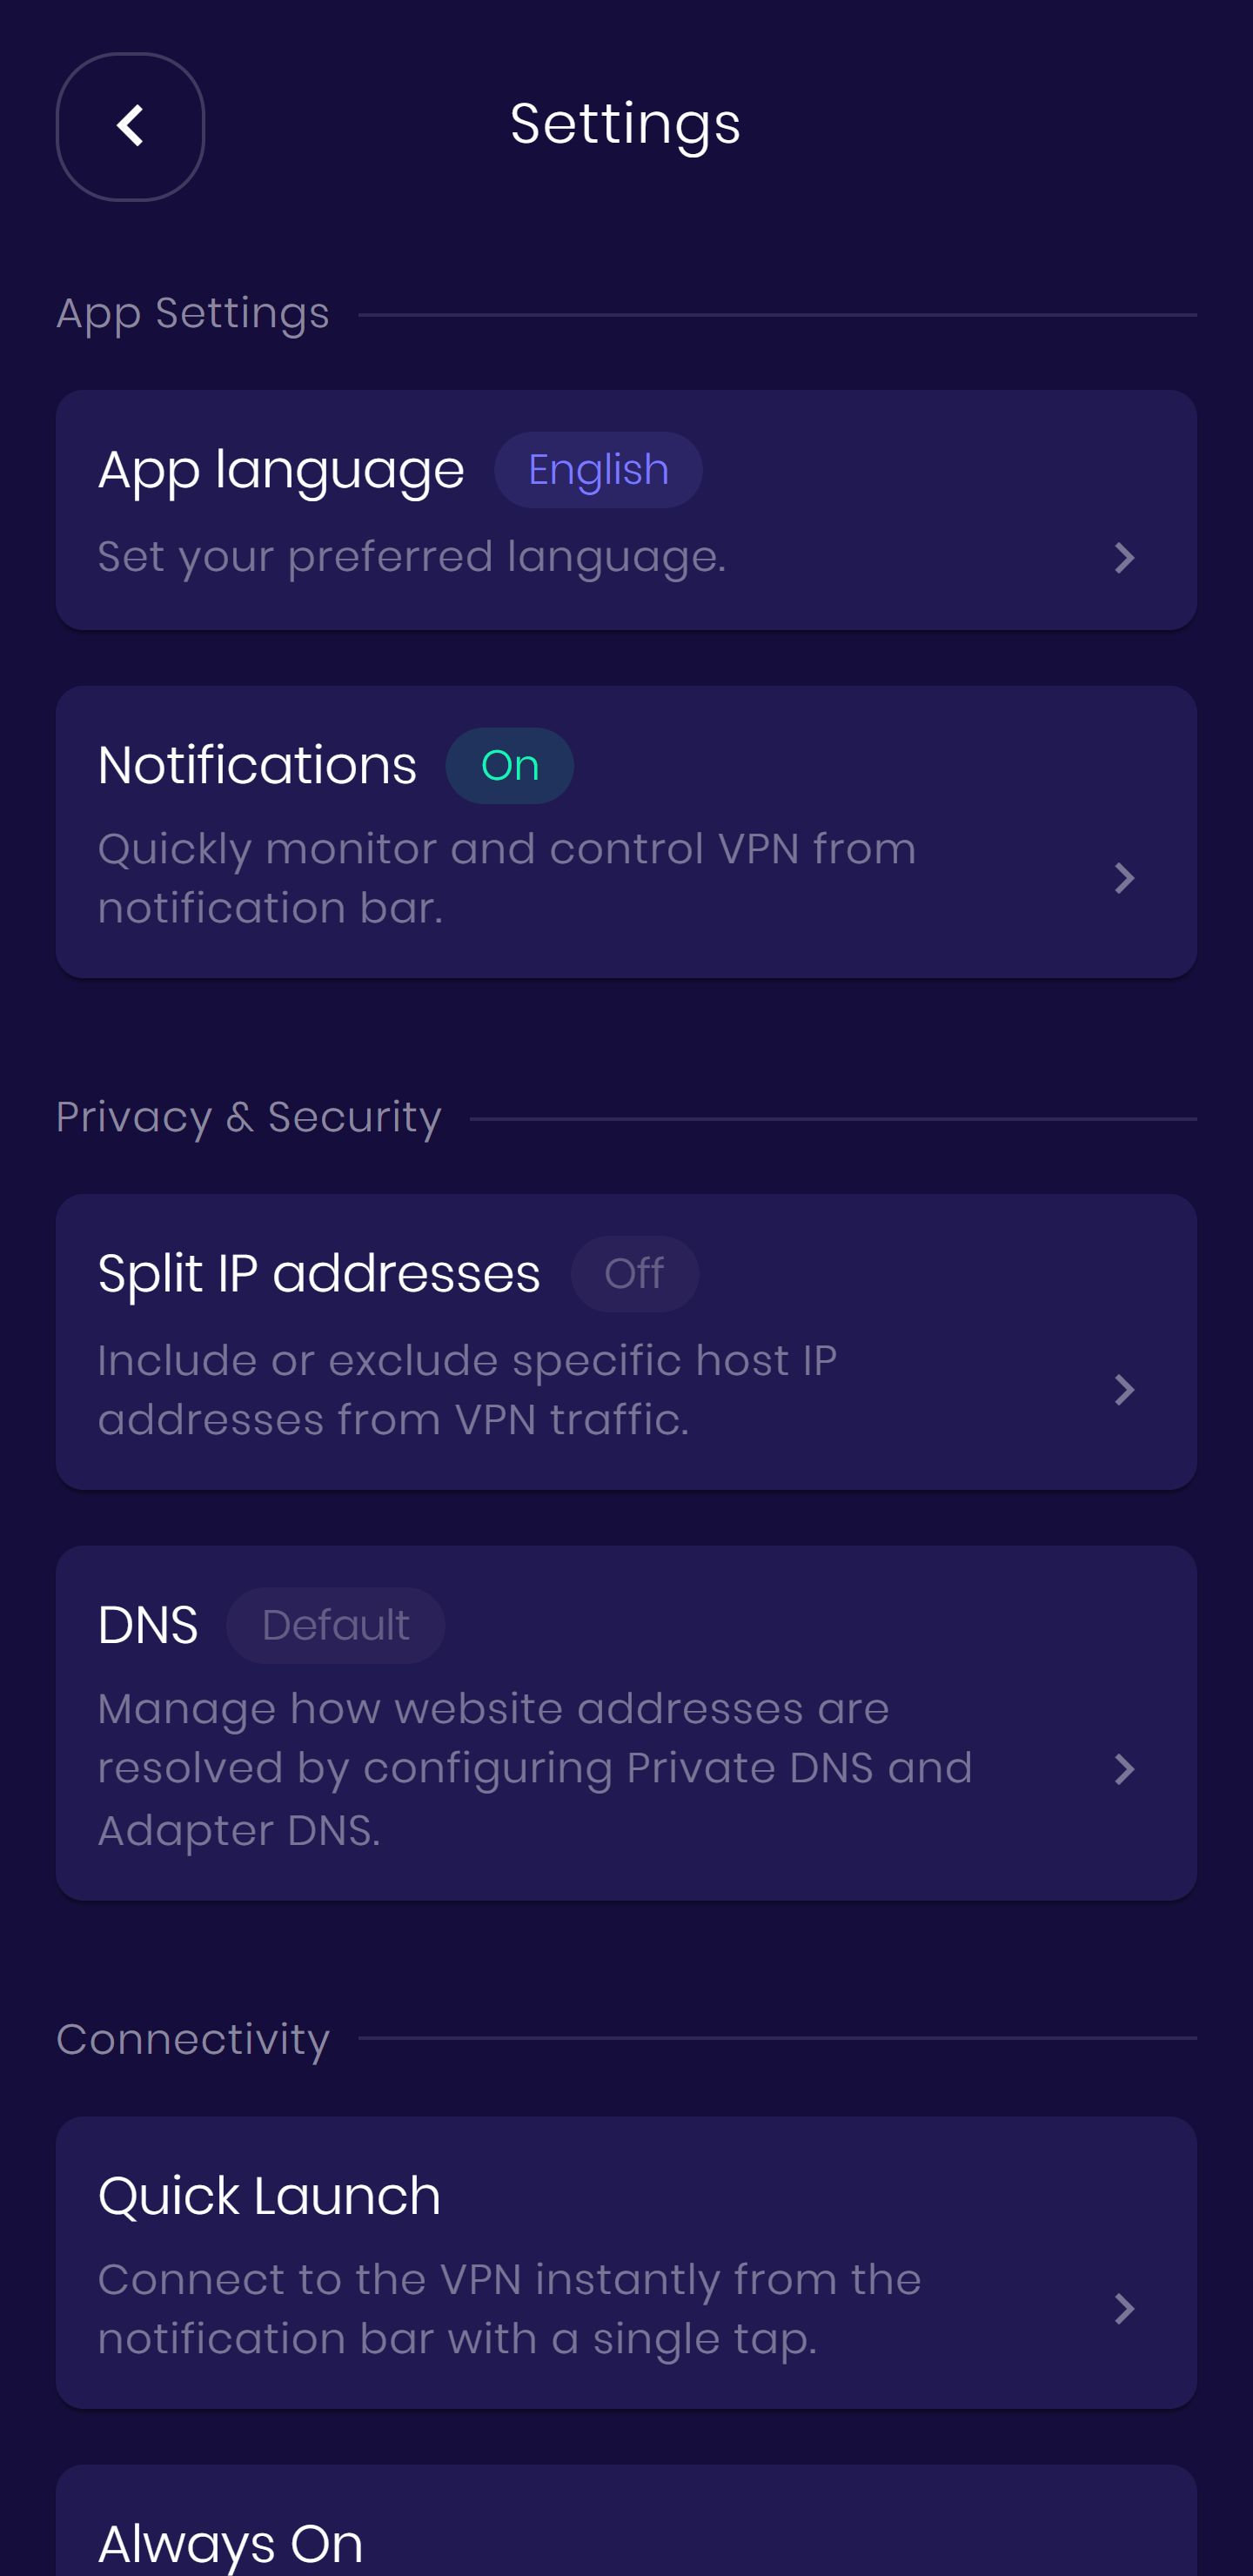 Settings
App Settings
App language English
Set your preferred language.
Notifications On
Quickly monitor and control VPN from
notification bar.
Privacy & Security
Split IP addresses Off
Include or exclude specific host IP
addresses from VPN traffic.
DNS Default
Manage how website addresses are
resolved by configuring Private DNS and
Adapter DNS.
Connectivity
Quick Launch
Connect to the VPN instantly from the
notification bar with a single tap.
Always On